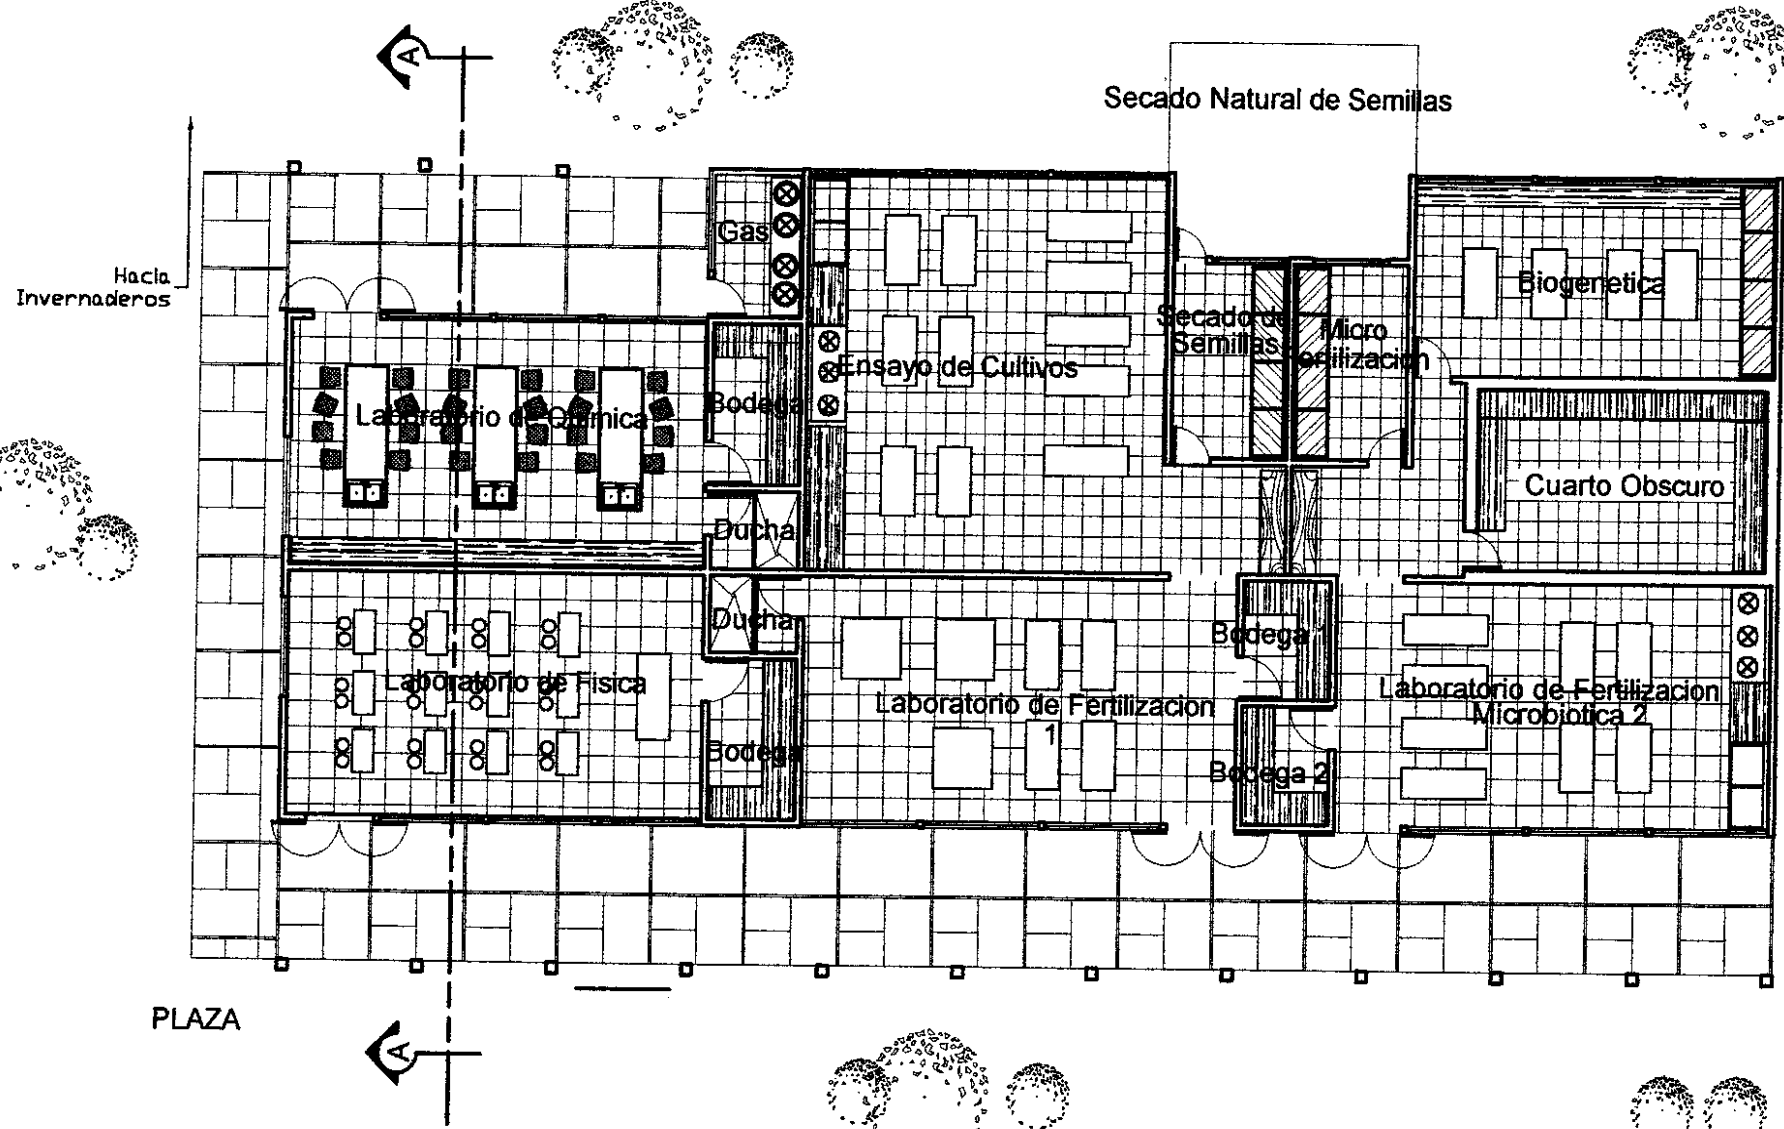 A
Secado Natural de Semillas
Gas
Hacia
Invernaderos
Biogenetica
Secado de
Semillas
Micro
Ensayo de Cultivos
Bodega
Laboratorio de Quimica
Cuarto Obscuro
Ducha
Ducha
Bodega 1
Laboratorio de Fisica
Laboratorio de Fertilizacion
1
Laboratorio de Fertilizacion
Microbiotica 2
Bodega
Bodega 2
PLAZA
A